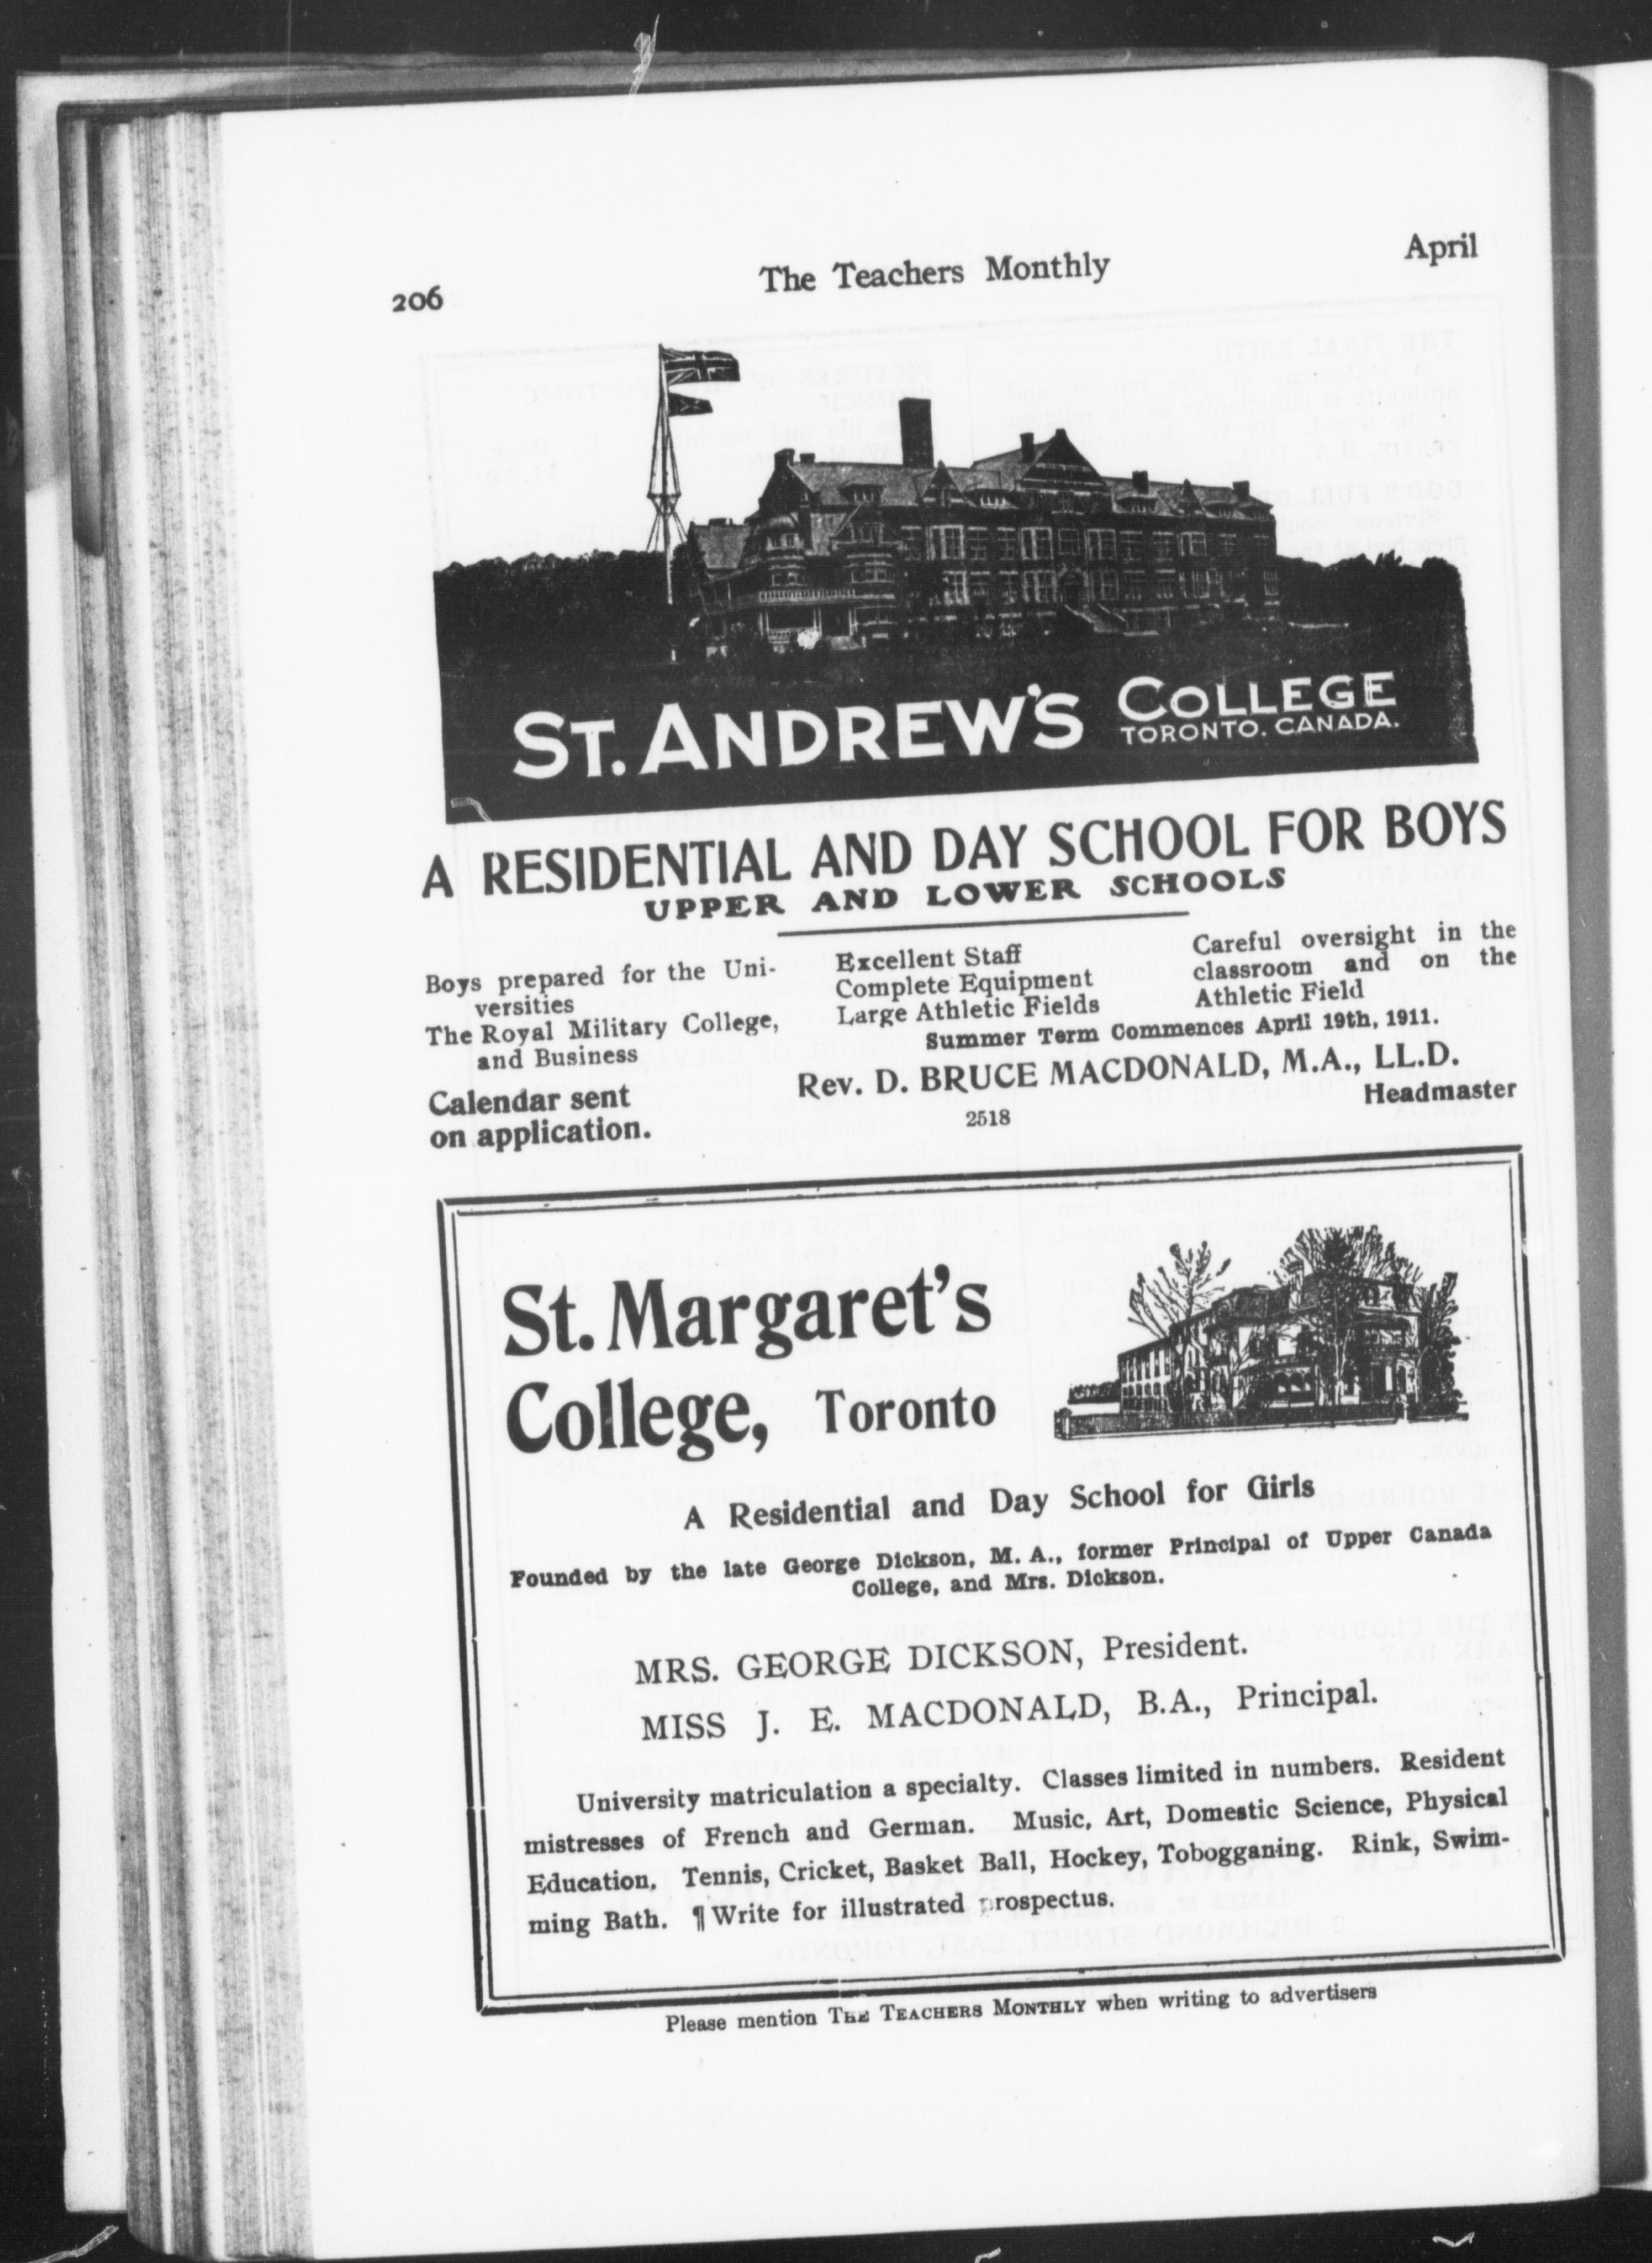 206 The Teachers Monthly April
ST. ANDREW'S COLLEGE
TORONTO. CANADA.
A RESIDENTIAL AND DAY SCHOOL FOR BOYS
UPPER AND LOWER SCHOOLS
Boys prepared for the Uni-
versities
The Royal Military College,
and Business
Calendar sent
on application.
Excellent Staff
Complete Equipment
Large Athletic Fields
Careful oversight in the
classroom and on the
Athletic Field
Summer Term Commences April 19th, 1911.
Rev. D. BRUCE MACDONALD, M.A., LL.D.
Headmaster
2518
St. Margaret's
College, Toronto
A Residential and Day School for Girls
Founded by the late George Dickson, M. A., former Principal of Upper Canada
College, and Mrs. Dickson.
MRS. GEORGE DICKSON, President.
MISS J. E. MACDONALD, B.A., Principal.
University matriculation a specialty. Classes limited in numbers. Resident
mistresses of French and German. Music, Art, Domestic Science, Physical
Education. Tennis, Cricket, Basket Ball, Hockey, Tobogganing. Rink, Swim-
ming Bath. ¶ Write for illustrated prospectus.
Please mention THE TEACHERS MONTHLY when writing to advertisers